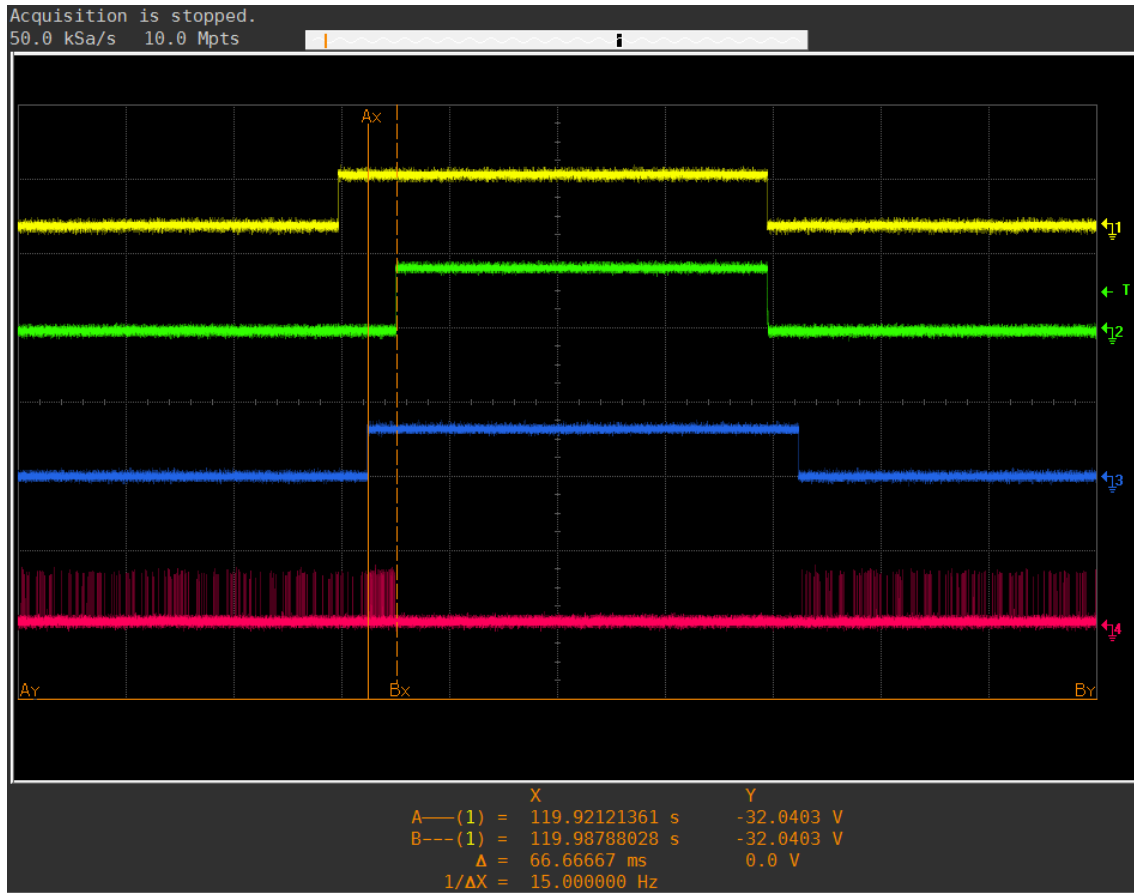 Acquisition is stopped.
50.0 kSa/s 10.0 Mpts
Ax
1
T
2
3
4
Ay Bx By
X Y
A───(1) = 119.92121361 s -32.0403 V
B---(1) = 119.98788028 s -32.0403 V
Δ = 66.66667 ms 0.0 V
1/ΔX = 15.000000 Hz